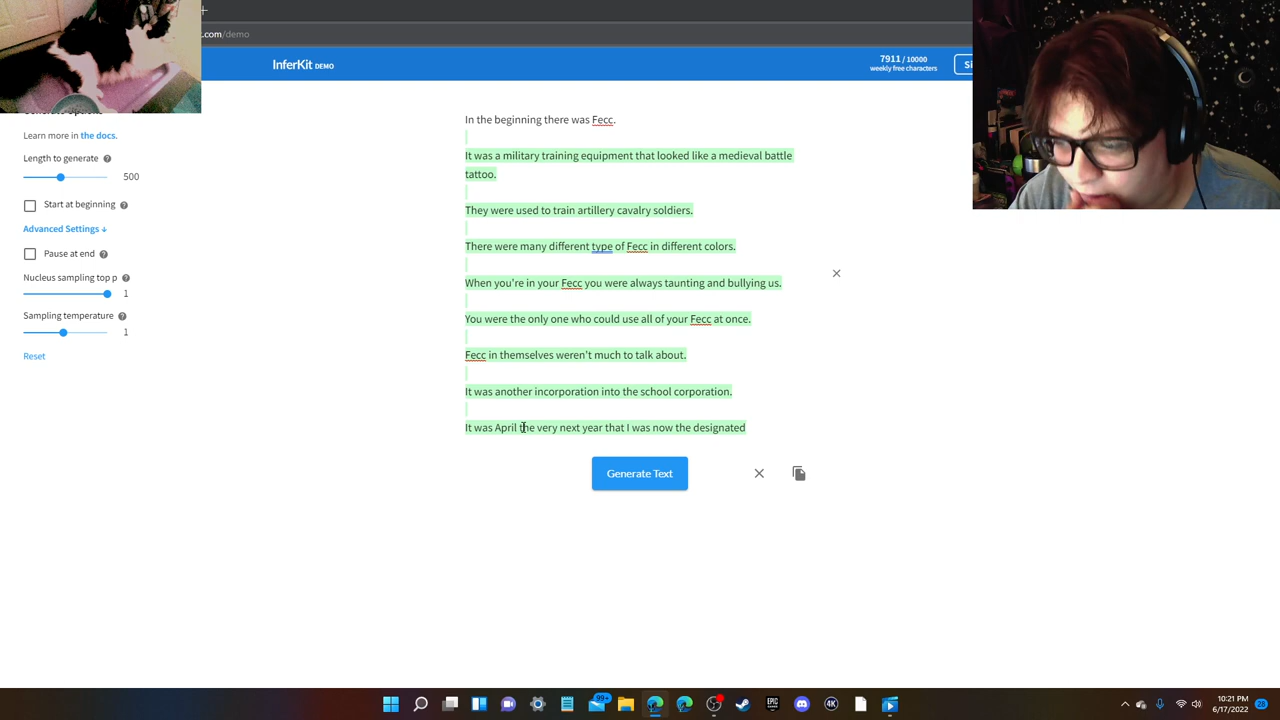 .com/demo
InferKit DEMO
7911 / 10000
weekly free characters
Learn more in the docs.
Length to generate
500
Start at beginning
Advanced Settings ↓
Pause at end
Nucleus sampling top p
1
Sampling temperature
1
Reset
In the beginning there was Fecc.
It was a military training equipment that looked like a medieval battle
tattoo.
They were used to train artillery cavalry soldiers.
There were many different type of Fecc in different colors.
When you're in your Fecc you were always taunting and bullying us.
You were the only one who could use all of your Fecc at once.
Fecc in themselves weren't much to talk about.
It was another incorporation into the school corporation.
It was April the very next year that I was now the designated
Generate Text
99+
EPIC
GAMES
4K
10:21 PM
6/17/2022
28